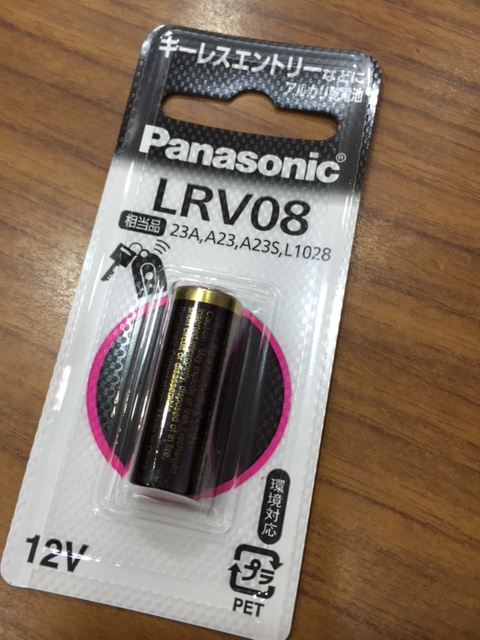 キーレスエントリーなどに
アルカリ乾電池
Panasonic®
LRV08
相当品 23A,A23,A23S,L1028
環境対応
12V
プラ
PET